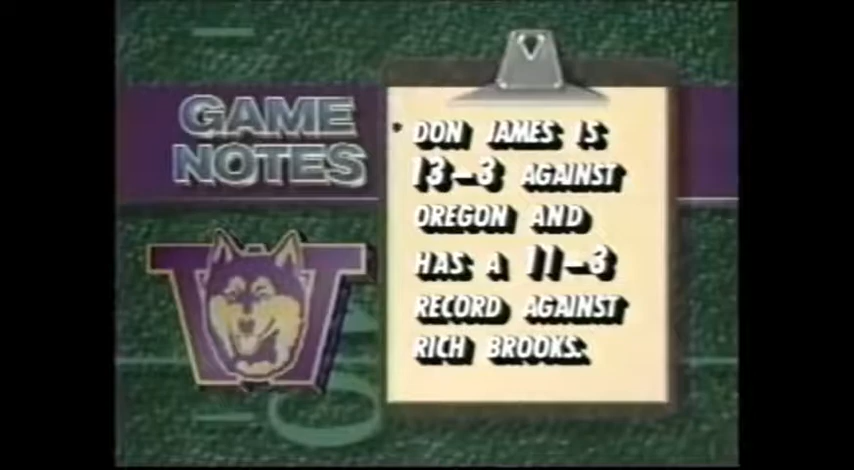 GAME
NOTES
• DON JAMES IS
13-3 AGAINST
OREGON AND
HAS A 11-3
RECORD AGAINST
RICH BROOKS.
W